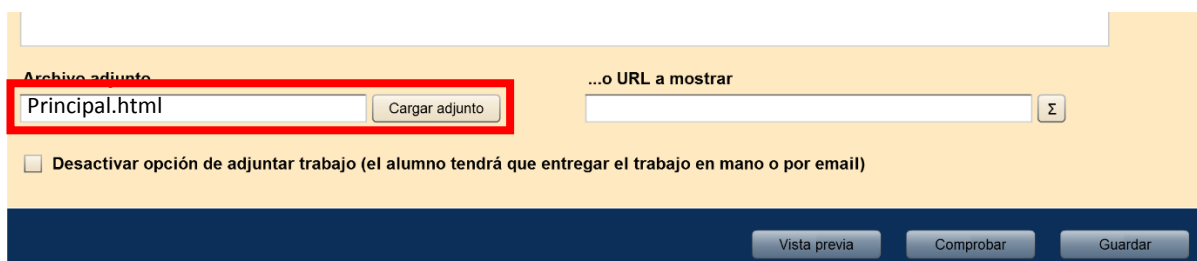 Archivo adjunto
...o URL a mostrar
Principal.html
Cargar adjunto
Σ
Desactivar opción de adjuntar trabajo (el alumno tendrá que entregar el trabajo en mano o por email)
Vista previa
Comprobar
Guardar